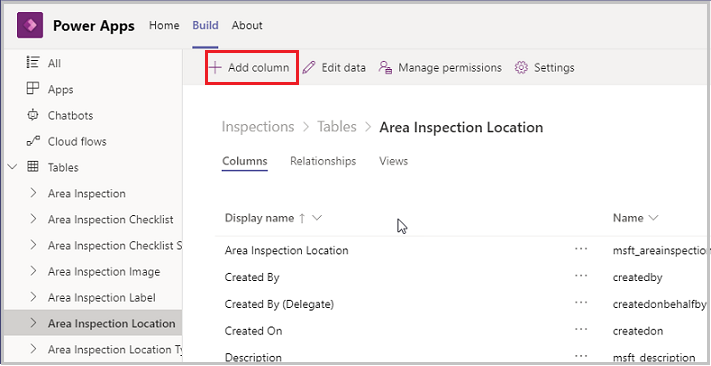 Power Apps Home Build About
All
Apps
Chatbots
Cloud flows
Tables
Area Inspection
Area Inspection Checklist
Area Inspection Checklist S
Area Inspection Image
Area Inspection Label
Area Inspection Location
Area Inspection Location Ty
Add column Edit data Manage permissions Settings
Inspections > Tables > Area Inspection Location
Columns Relationships Views
Display name ↑ Name
Area Inspection Location ··· msft_areainspection
Created By ··· createdby
Created By (Delegate) ··· createdonbehalfby
Created On ··· createdon
Description ··· msft_description